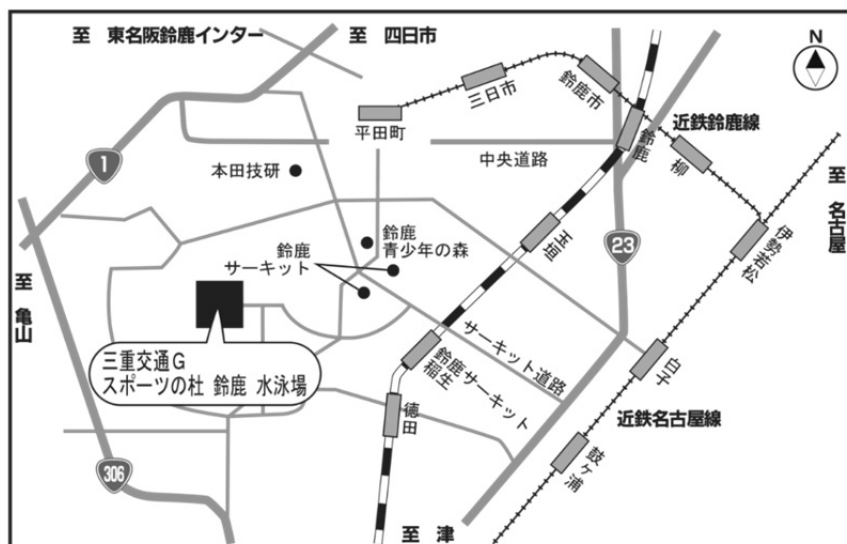 至 東名阪鈴鹿インター
至 四日市
N
三日市
鈴鹿市
平田町
近鉄鈴鹿線
鈴鹿
中央道路
柳
1
本田技研
至 名古屋
玉垣
23
伊勢若松
鈴鹿
青少年の森
鈴鹿
サーキット
至 亀山
三重交通G
スポーツの杜 鈴鹿 水泳場
サーキット道路
白子
鈴鹿サーキット
稲生
徳田
近鉄名古屋線
鼓ヶ浦
306
至 津